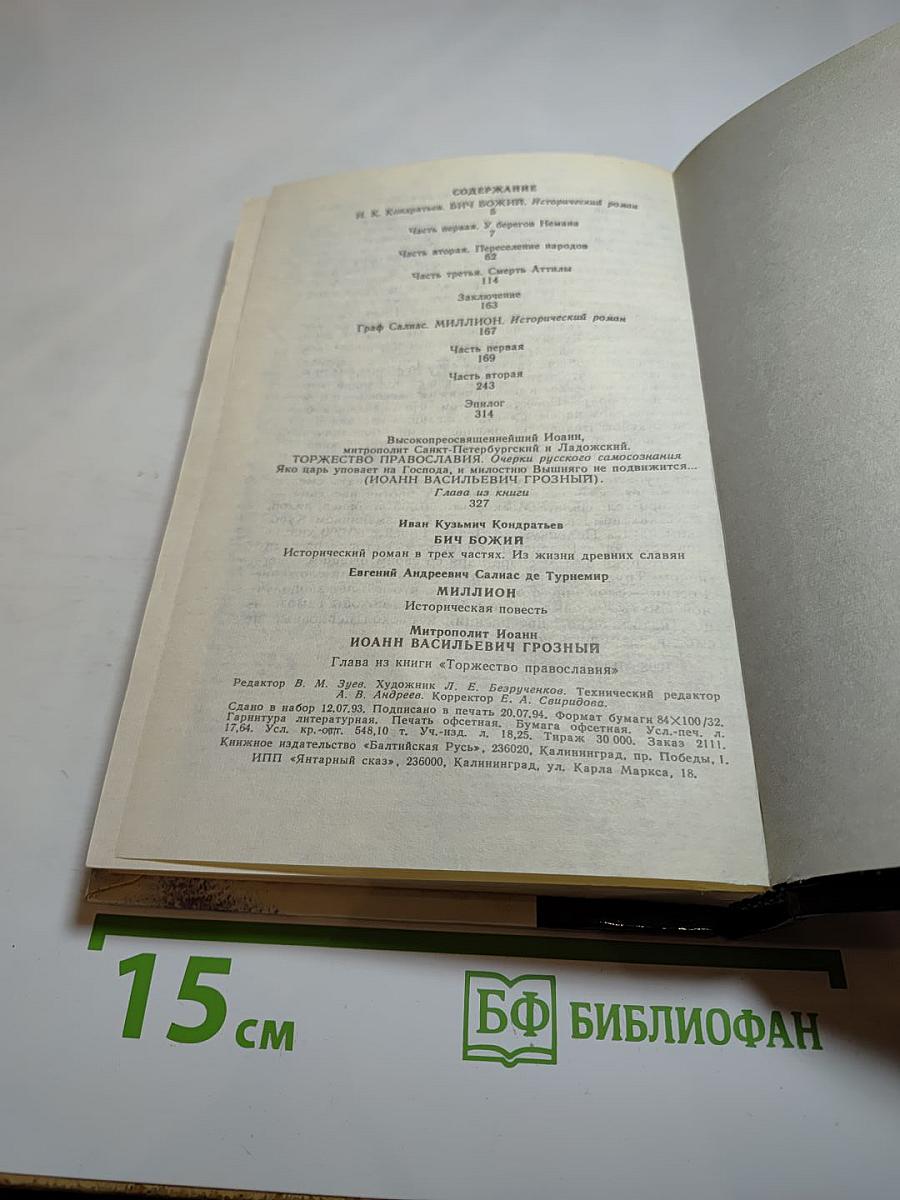 СОДЕРЖАНИЕ
И. К. Кондратьев. БИЧ БОЖИЙ. Исторический роман
5
Часть первая. У берегов Немана
7
Часть вторая. Переселение народов
62
Часть третья. Смерть Аттилы
114
Заключение
163
Граф Салиас. МИЛЛИОН. Исторический роман
167
Часть первая
169
Часть вторая
243
Эпилог
314
Высокопреосвященнейший Иоанн,
митрополит Санкт-Петербургский и Ладожский.
ТОРЖЕСТВО ПРАВОСЛАВИЯ. Очерки русского самосознания
Яко царь уповает на Господа, и милостию Вышняго не подвижится...
(ИОАНН ВАСИЛЬЕВИЧ ГРОЗНЫЙ).
Глава из книги
327
Иван Кузьмич Кондратьев
БИЧ БОЖИЙ
Исторический роман в трех частях. Из жизни древних славян
Евгений Андреевич Салиас де Турнемир
МИЛЛИОН
Историческая повесть
Митрополит Иоанн
ИОАНН ВАСИЛЬЕВИЧ ГРОЗНЫЙ
Глава из книги «Торжество православия»
Редактор В. М. Зуев. Художник Л. Е. Безрученков. Технический редактор
А. В. Андреев. Корректор Е. А. Свиридова.
Сдано в набор 12.07.93. Подписано в печать 20.07.94. Формат бумаги 84×100/32.
Гарнитура литературная. Печать офсетная. Бумага офсетная. Усл.-печ. л.
17,64. Усл. кр.-отт. 548,10 т. Уч.-изд. л. 18,25. Тираж 30 000. Заказ 2111.
Книжное издательство «Балтийская Русь», 236020, Калининград, пр. Победы, 1.
ИПП «Янтарный сказ», 236000, Калининград, ул. Карла Маркса, 18.
15 см
БФ БИБЛИОФАН